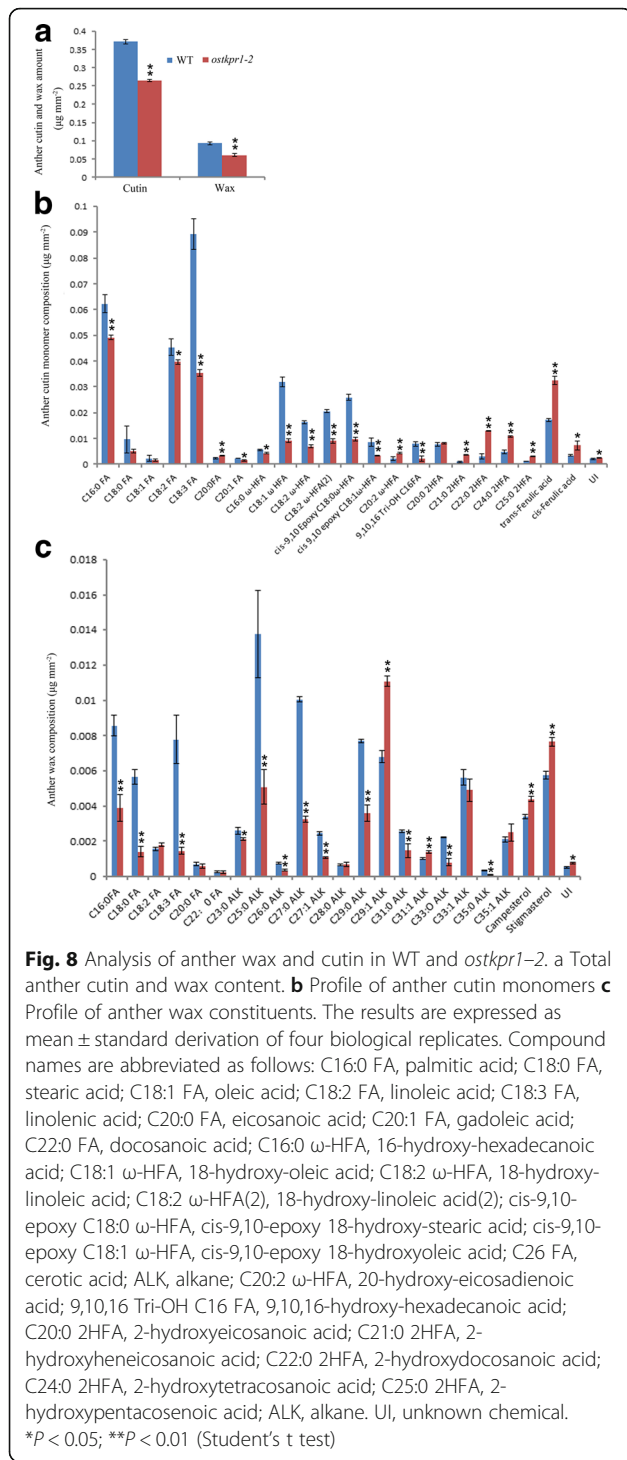 a
Anther cutin and wax amount
(µg mm⁻²)
0.4
0.35
0.3
0.25
0.2
0.15
0.1
0.05
0
WT
ostkpr1-2
**
**
Cutin
Wax
b
Anther cutin monomer composition (µg mm⁻²)
0.1
0.09
0.08
0.07
0.06
0.05
0.04
0.03
0.02
0.01
0
**
*
**
**
*
*
**
**
**
**
**
*
**
**
**
**
**
**
*
*
C16:0 FA
C18:0 FA
C18:1 FA
C18:2 FA
C18:3 FA
C20:0FA
C20:1 FA
C16:0 ω-HFA
C18:1 ω HFA
C18:2 ω-HFA
C18:2 ω-HFA(2)
cis-9,10 Epoxy C18:0ω-HFA
cis 9,10 epoxy C18:1ω-HFA
C20:2 ω-HFA
9,10,16 Tri-OH C16FA
C20:0 2HFA
C21:0 2HFA
C22:0 2HFA
C24:0 2HFA
C25:0 2HFA
trans-Ferulic acid
cis-Ferulic acid
UI
c
Anther wax composition (µg mm⁻²)
0.018
0.016
0.014
0.012
0.01
0.008
0.006
0.004
0.002
0
**
**
**
*
**
**
**
**
**
**
**
**
**
**
**
**
*
C16:0FA
C18:0 FA
C18:2 FA
C18:3 FA
C20:0 FA
C22：0 FA
C23:0 ALK
C25:0 ALK
C26:0 ALK
C27:0 ALK
C27:1 ALK
C28:0 ALK
C29:0 ALK
C29:1 ALK
C31:0 ALK
C31:1 ALK
C33:O ALK
C33:1 ALK
C35:0 ALK
C35:1 ALK
Campesterol
Stigmasterol
UI
Fig. 8 Analysis of anther wax and cutin in WT and ostkpr1–2. a Total
anther cutin and wax content. b Profile of anther cutin monomers c
Profile of anther wax constituents. The results are expressed as
mean ± standard derivation of four biological replicates. Compound
names are abbreviated as follows: C16:0 FA, palmitic acid; C18:0 FA,
stearic acid; C18:1 FA, oleic acid; C18:2 FA, linoleic acid; C18:3 FA,
linolenic acid; C20:0 FA, eicosanoic acid; C20:1 FA, gadoleic acid;
C22:0 FA, docosanoic acid; C16:0 ω-HFA, 16-hydroxy-hexadecanoic
acid; C18:1 ω-HFA, 18-hydroxy-oleic acid; C18:2 ω-HFA, 18-hydroxy-
linoleic acid; C18:2 ω-HFA(2), 18-hydroxy-linoleic acid(2); cis-9,10-
epoxy C18:0 ω-HFA, cis-9,10-epoxy 18-hydroxy-stearic acid; cis-9,10-
epoxy C18:1 ω-HFA, cis-9,10-epoxy 18-hydroxyoleic acid; C26 FA,
cerotic acid; ALK, alkane; C20:2 ω-HFA, 20-hydroxy-eicosadienoic
acid; 9,10,16 Tri-OH C16 FA, 9,10,16-hydroxy-hexadecanoic acid;
C20:0 2HFA, 2-hydroxyeicosanoic acid; C21:0 2HFA, 2-
hydroxyheneicosanoic acid; C22:0 2HFA, 2-hydroxydocosanoic acid;
C24:0 2HFA, 2-hydroxytetracosanoic acid; C25:0 2HFA, 2-
hydroxypentacosenoic acid; ALK, alkane. UI, unknown chemical.
*P < 0.05; **P < 0.01 (Student's t test)